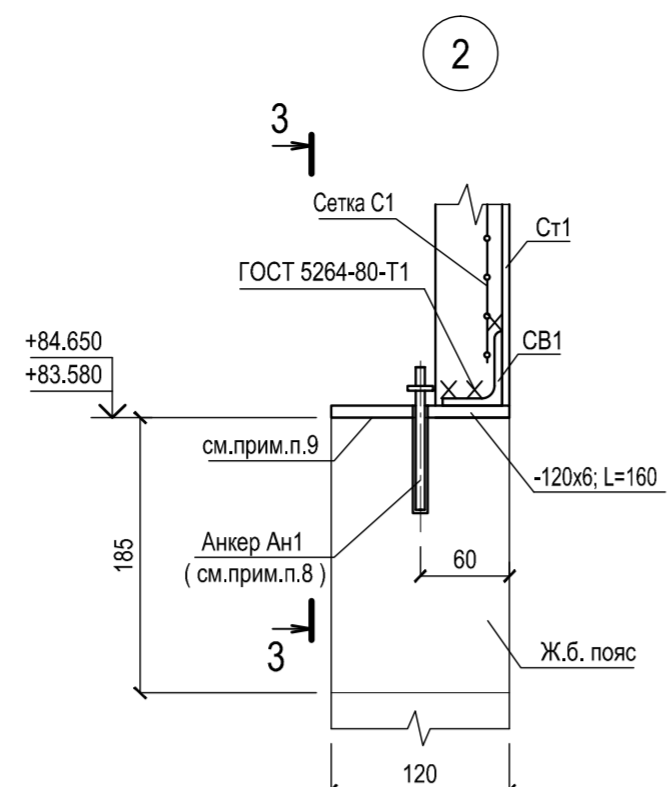 2
3
Сетка С1
Ст1
ГОСТ 5264-80-Т1
СВ1
+84.650
+83.580
см.прим.п.9
-120х6; L=160
Анкер Ан1
( см.прим.п.8 )
185
60
3
Ж.б. пояс
120